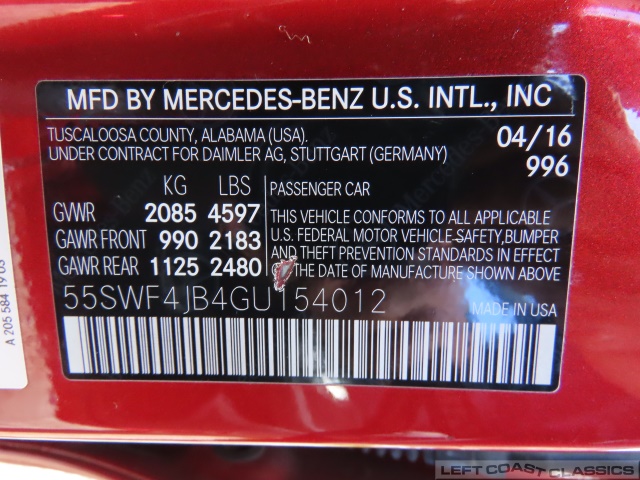 MFD BY MERCEDES-BENZ U.S. INTL., INC
TUSCALOOSA COUNTY, ALABAMA (USA).
UNDER CONTRACT FOR DAIMLER AG, STUTTGART (GERMANY)
04/16
996
KG LBS
GVWR 2085 4597
GAWR FRONT 990 2183
GAWR REAR 1125 2480
PASSENGER CAR
THIS VEHICLE CONFORMS TO ALL APPLICABLE
U.S. FEDERAL MOTOR VEHICLE SAFETY,BUMPER
AND THEFT PREVENTION STANDARDS IN EFFECT
THE DATE OF MANUFACTURE SHOWN ABOVE
55SWF4JB4GU154012
MADE IN USA
A 205 584 19 03
LEFT COAST CLASSICS